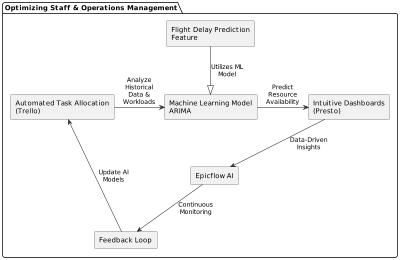 Optimizing Staff & Operations Management
Flight Delay Prediction
Feature
Utilizes ML
Model
Analyze
Historical
Data &
Workloads
Predict
Resource
Availability
Automated Task Allocation
(Trello)
Machine Learning Model
ARIMA
Intuitive Dashboards
(Presto)
Data-Driven
Insights
Update AI
Models
Epicflow AI
Continuous
Monitoring
Feedback Loop